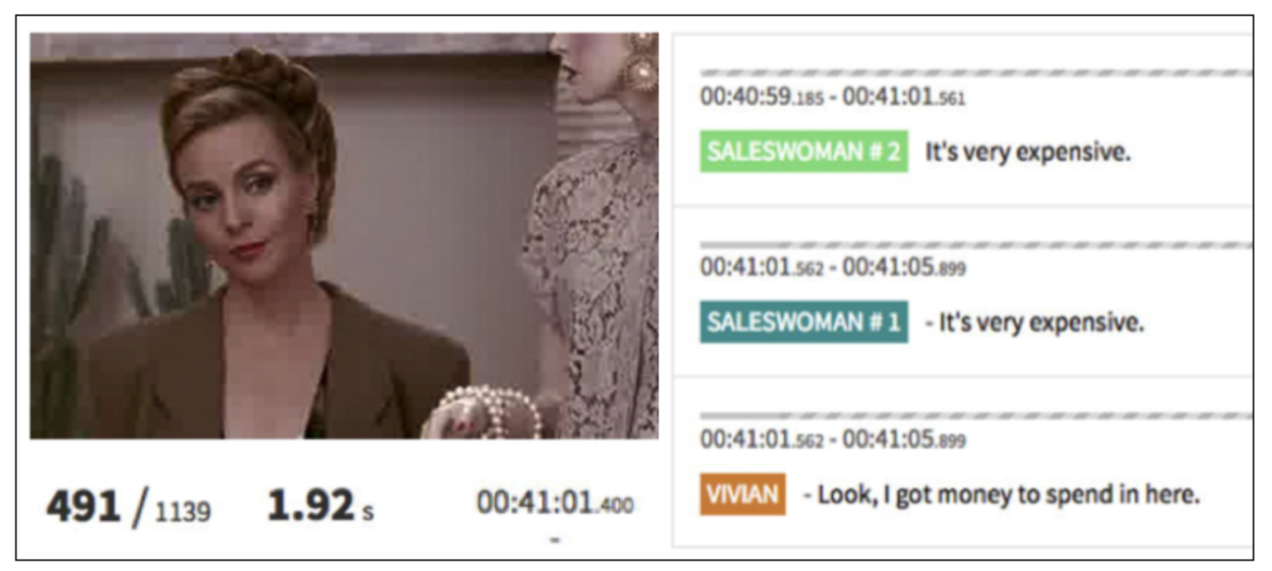 491 / 1139 1.92 s 00:41:01.400
-
00:40:59.185 - 00:41:01.561
SALESWOMAN # 2 It's very expensive.
00:41:01.562 - 00:41:05.899
SALESWOMAN # 1 - It's very expensive.
00:41:01.562 - 00:41:05.899
VIVIAN - Look, I got money to spend in here.